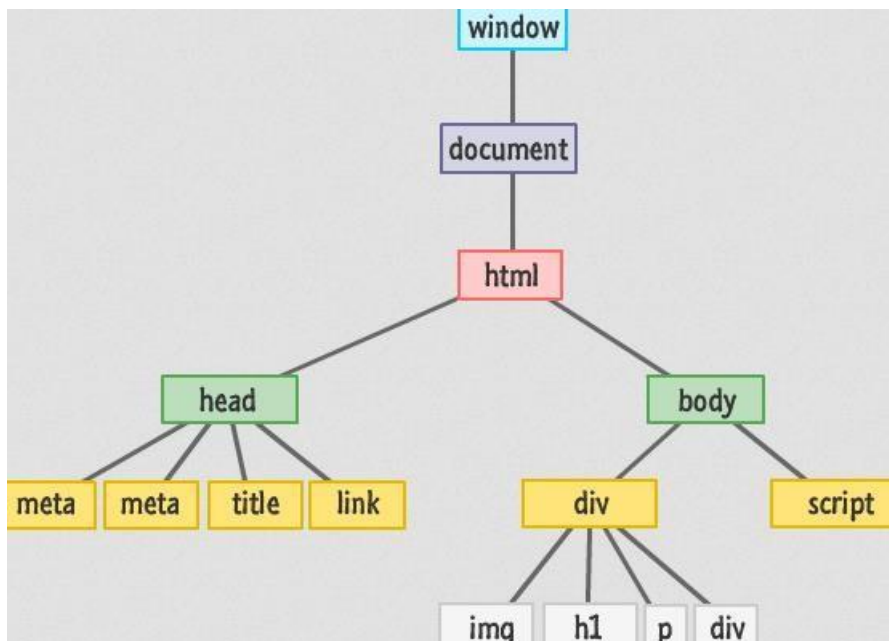 window
document
html
head body
meta meta title link div script
img h1 p div